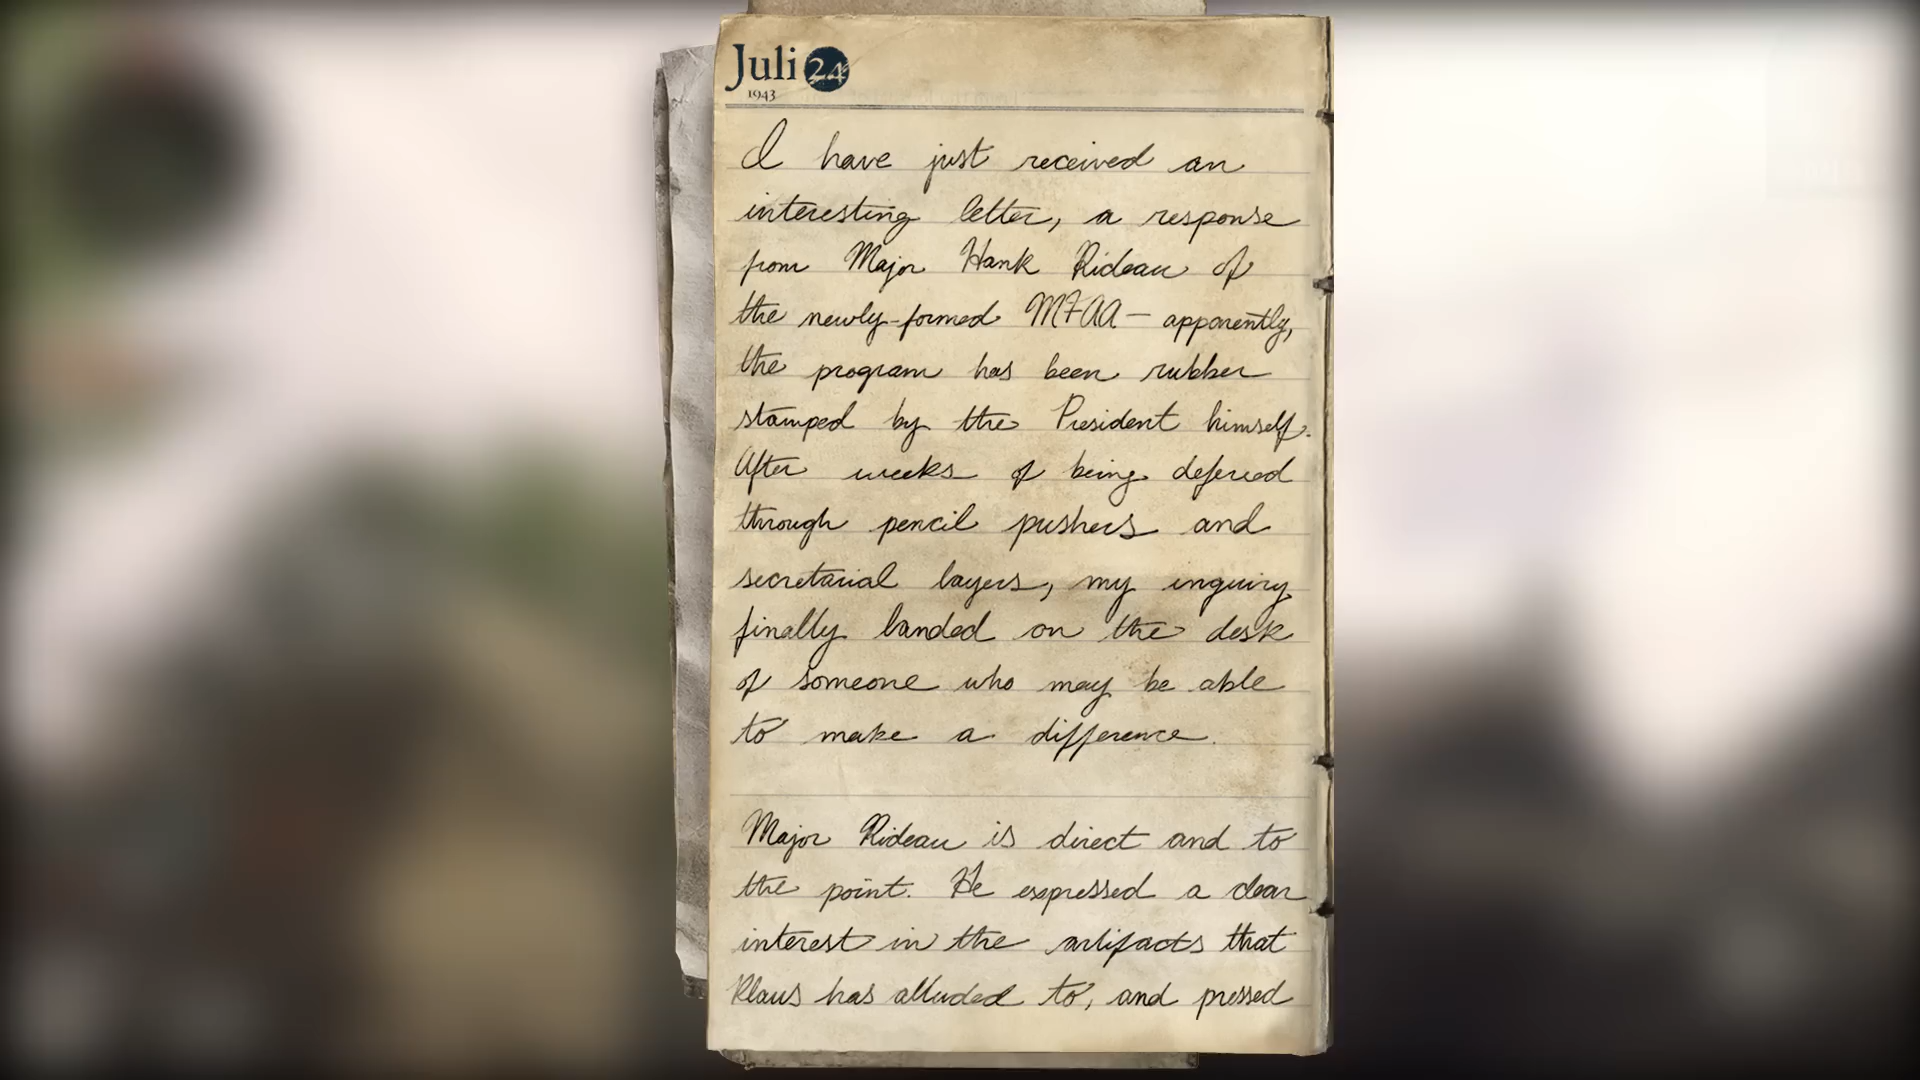 Juli 24
1943
I have just received an
interesting letter, a response
from Major Hank Rideau of
the newly-formed MFAA — apparently,
the program has been rubber
stamped by the President himself.
After weeks of being deferred
through pencil pushers and
secretarial layers, my inquiry
finally landed on the desk
of someone who may be able
to make a difference.
Major Rideau is direct and to
the point. He expressed a clear
interest in the artifacts that
Klaus has alluded to, and pressed